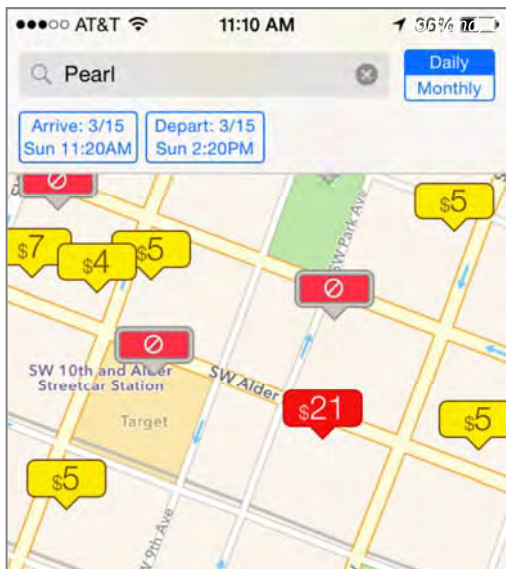 AT&T 11:10 AM 36%
Pearl
Daily
Monthly
Arrive: 3/15
Sun 11:20AM
Depart: 3/15
Sun 2:20PM
SW Park Ave
$5
$7
$4
$5
SW 10th and Alder
Streetcar Station
SW Alder
Target
$21
$5
$5
W 9th Ave